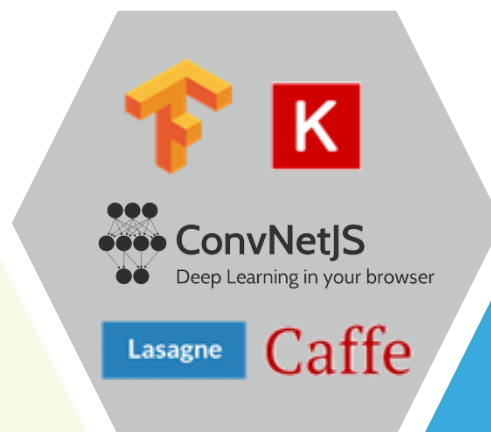 K
ConvNetJS
Deep Learning in your browser
Lasagne
Caffe